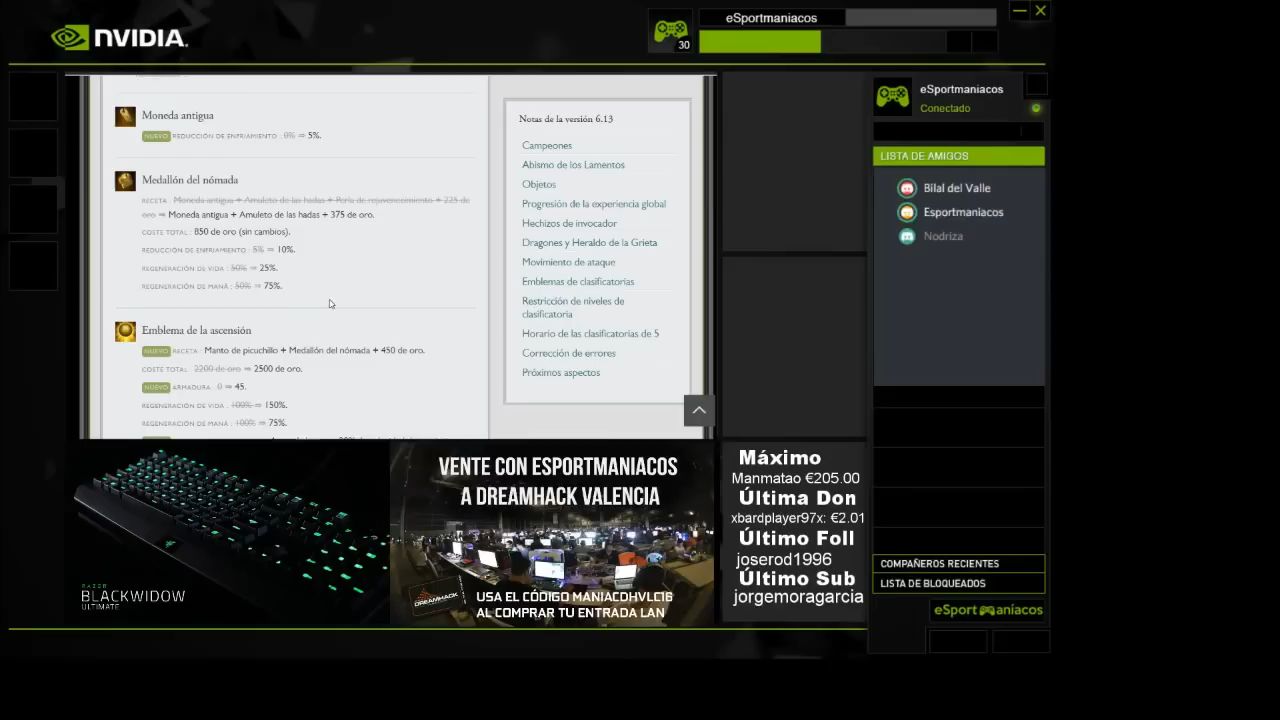 NVIDIA.
30
eSportmaniacos
Moneda antigua
NUEVO REDUCCIÓN DE ENFRIAMIENTO : 0% ⇒ 5%.
Medallón del nómada
RECETA : Moneda antigua + Amuleto de las hadas + Perla de rejuvenecimiento + 225 de
oro ⇒ Moneda antigua + Amuleto de las hadas + 375 de oro.
COSTE TOTAL : 850 de oro (sin cambios).
REDUCCIÓN DE ENFRIAMIENTO : 5% ⇒ 10%.
REGENERACIÓN DE VIDA : 50% ⇒ 25%.
REGENERACIÓN DE MANÁ : 50% ⇒ 75%.
Emblema de la ascensión
NUEVO RECETA : Manto de picuchillo + Medallón del nómada + 450 de oro.
COSTE TOTAL : 2200 de oro ⇒ 2500 de oro.
NUEVO ARMADURA : 0 ⇒ 45.
REGENERACIÓN DE VIDA : 100% ⇒ 150%.
REGENERACIÓN DE MANÁ : 100% ⇒ 75%.
Notas de la versión 6.13
Campeones
Abismo de los Lamentos
Objetos
Progresión de la experiencia global
Hechizos de invocador
Dragones y Heraldo de la Grieta
Movimiento de ataque
Emblemas de clasificatorias
Restricción de niveles de
clasificatoria
Horario de las clasificatorias de 5
Corrección de errores
Próximos aspectos
eSportmaniacos
Conectado
LISTA DE AMIGOS
Bilal del Valle
Esportmaniacos
Nodriza
RAZER
BLACKWIDOW
ULTIMATE
VENTE CON ESPORTMANIACOS
A DREAMHACK VALENCIA
DREAMHACK
USA EL CÓDIGO MANIACDHVLC16
AL COMPRAR TU ENTRADA LAN
Máximo
Manmatao €205.00
Última Don
xbardplayer97x: €2.01
Último Foll
joserod1996
Último Sub
jorgemoragarcia
COMPAÑEROS RECIENTES
LISTA DE BLOQUEADOS
eSportmaníacos